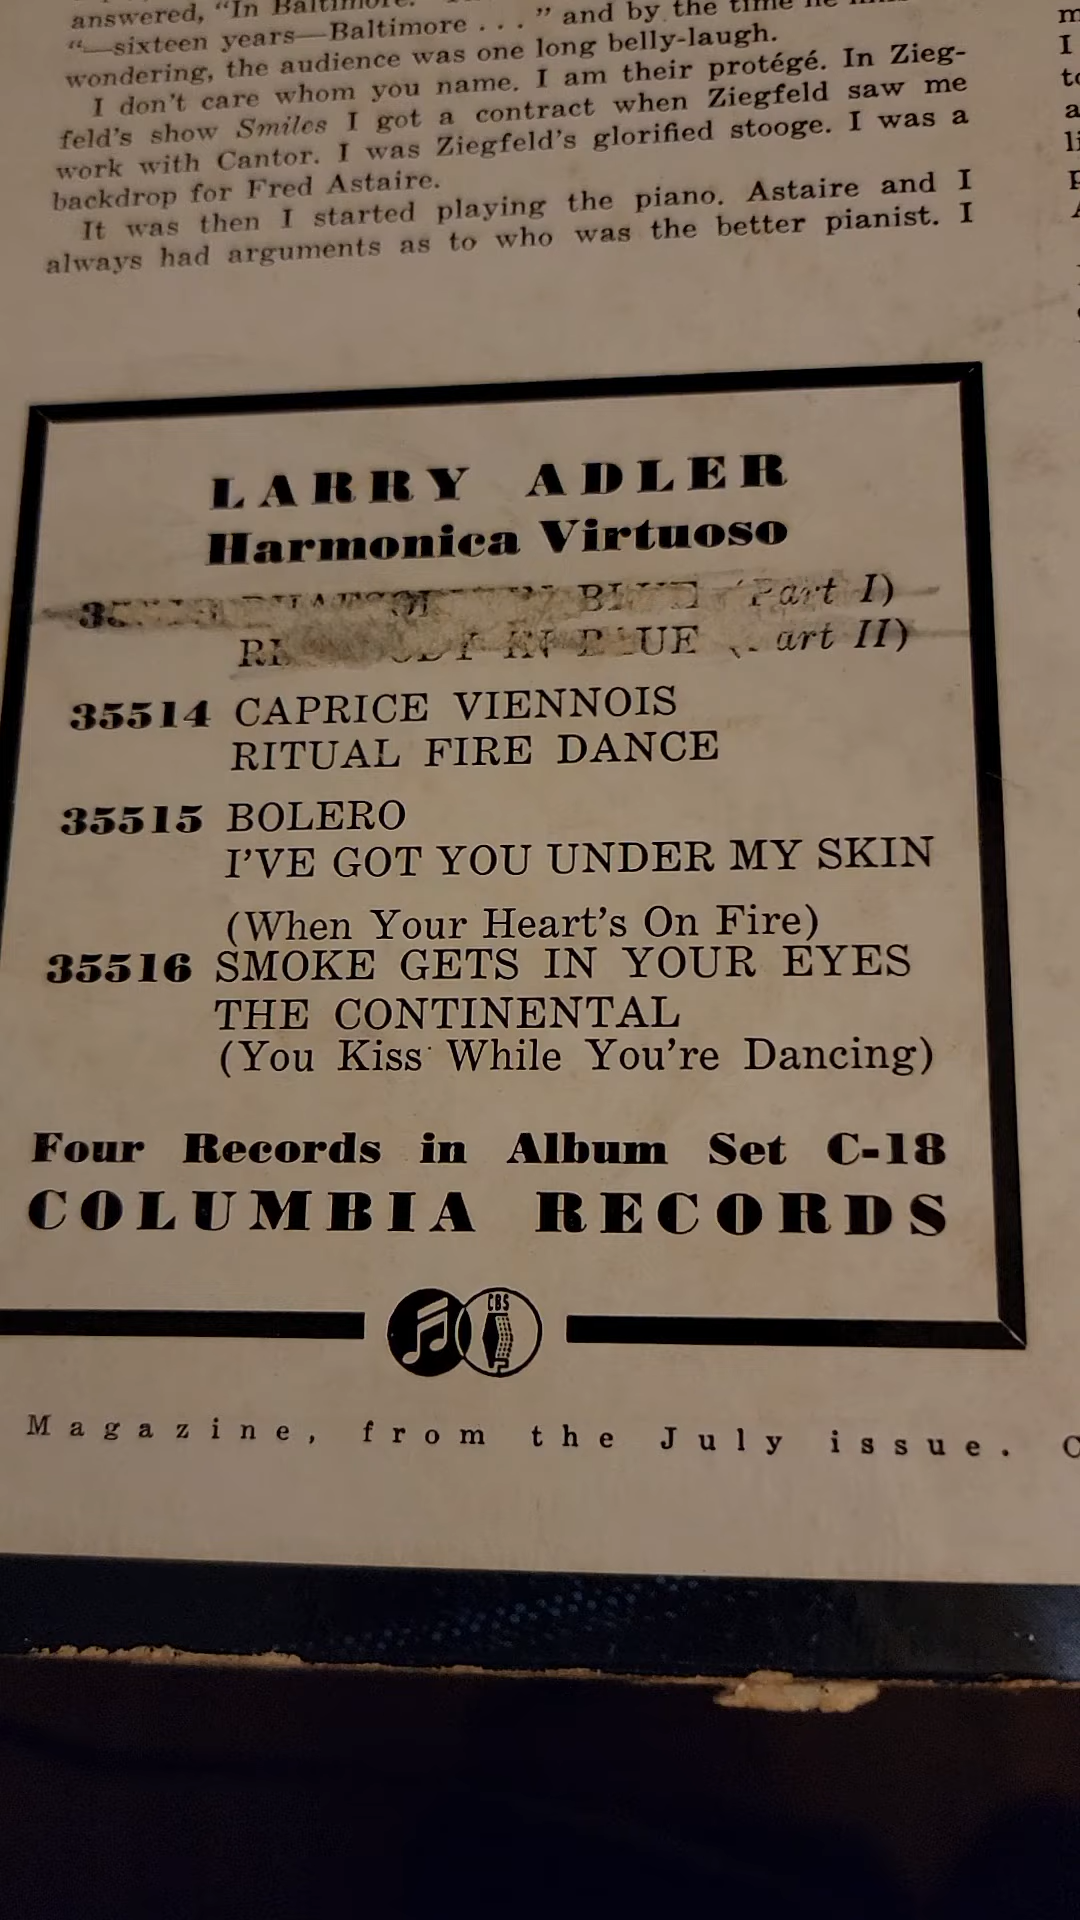 answered, "In Baltimore.
"—sixteen years—Baltimore . . . " and by the time he
wondering, the audience was one long belly-laugh.
I don't care whom you name. I am their protégé. In Zieg-
feld's show Smiles I got a contract when Ziegfeld saw me
work with Cantor. I was Ziegfeld's glorified stooge. I was a
backdrop for Fred Astaire.
It was then I started playing the piano. Astaire and I
always had arguments as to who was the better pianist. I
LARRY ADLER
Harmonica Virtuoso
BLUE (Part I)
BLUE (Part II)
35514 CAPRICE VIENNOIS
RITUAL FIRE DANCE
35515 BOLERO
I'VE GOT YOU UNDER MY SKIN
(When Your Heart's On Fire)
35516 SMOKE GETS IN YOUR EYES
THE CONTINENTAL
(You Kiss While You're Dancing)
Four Records in Album Set C-18
COLUMBIA RECORDS
CBS
Magazine, from the July issue.